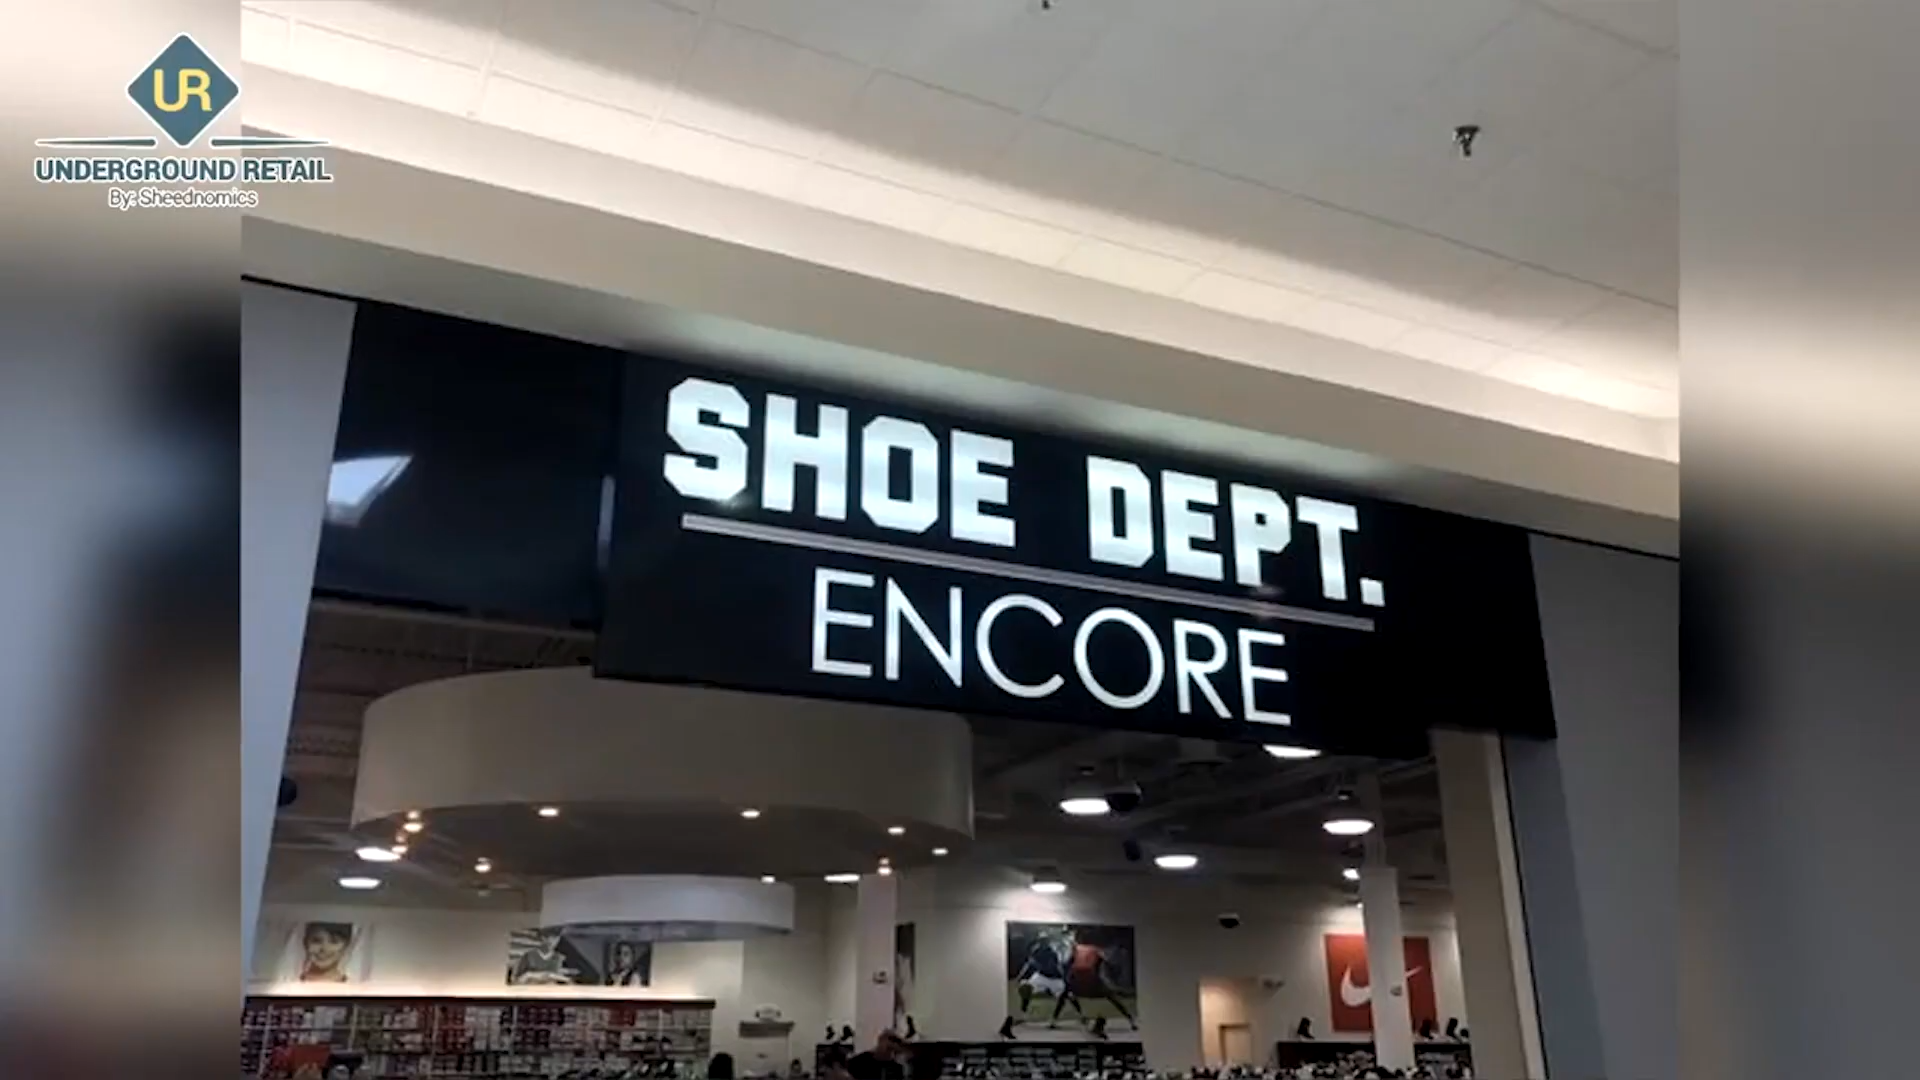 UR
UNDERGROUND RETAIL
By: Sheednomics
SHOE DEPT.
ENCORE